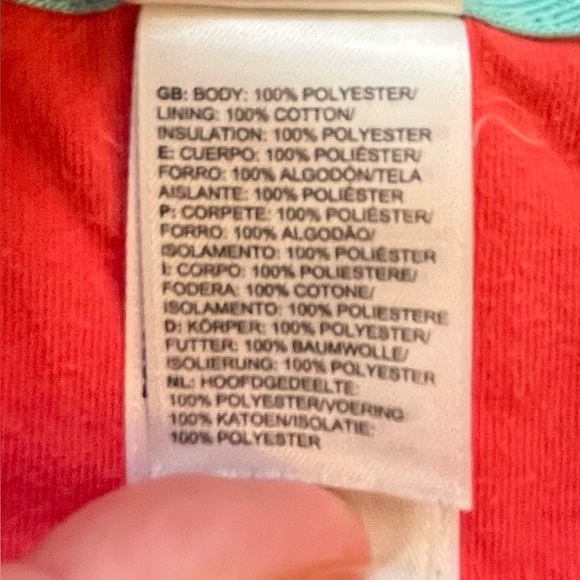 GB: BODY: 100% POLYESTER/
LINING: 100% COTTON/
INSULATION: 100% POLYESTER
E: CUERPO: 100% POLIÉSTER/
FORRO: 100% ALGODÓN/TELA
AISLANTE: 100% POLIÉSTER
P: CORPETE: 100% POLIÉSTER/
FORRO: 100% ALGODÃO/
ISOLAMENTO: 100% POLIÉSTER
I: CORPO: 100% POLIESTERE/
FODERA: 100% COTONE/
ISOLAMENTO: 100% POLIESTERE
D: KÖRPER: 100% POLYESTER/
FUTTER: 100% BAUMWOLLE/
ISOLIERUNG: 100% POLYESTER
NL: HOOFDGEDEELTE:
100% POLYESTER/VOERING:
100% KATOEN/ISOLATIE:
100% POLYESTER